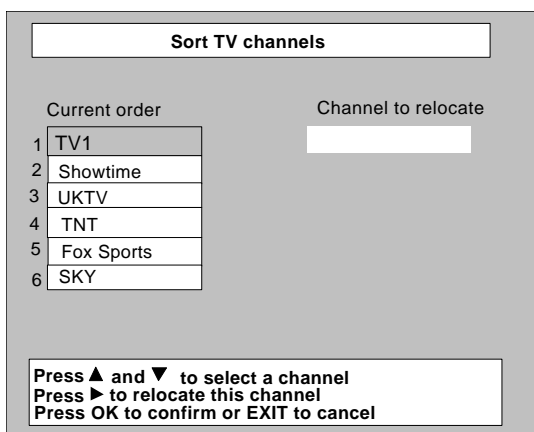 Sort TV channels
Current order
Channel to relocate
1 TV1
2 Showtime
3 UKTV
4 TNT
5 Fox Sports
6 SKY
Press ▲ and ▼ to select a channel
Press ► to relocate this channel
Press OK to confirm or EXIT to cancel